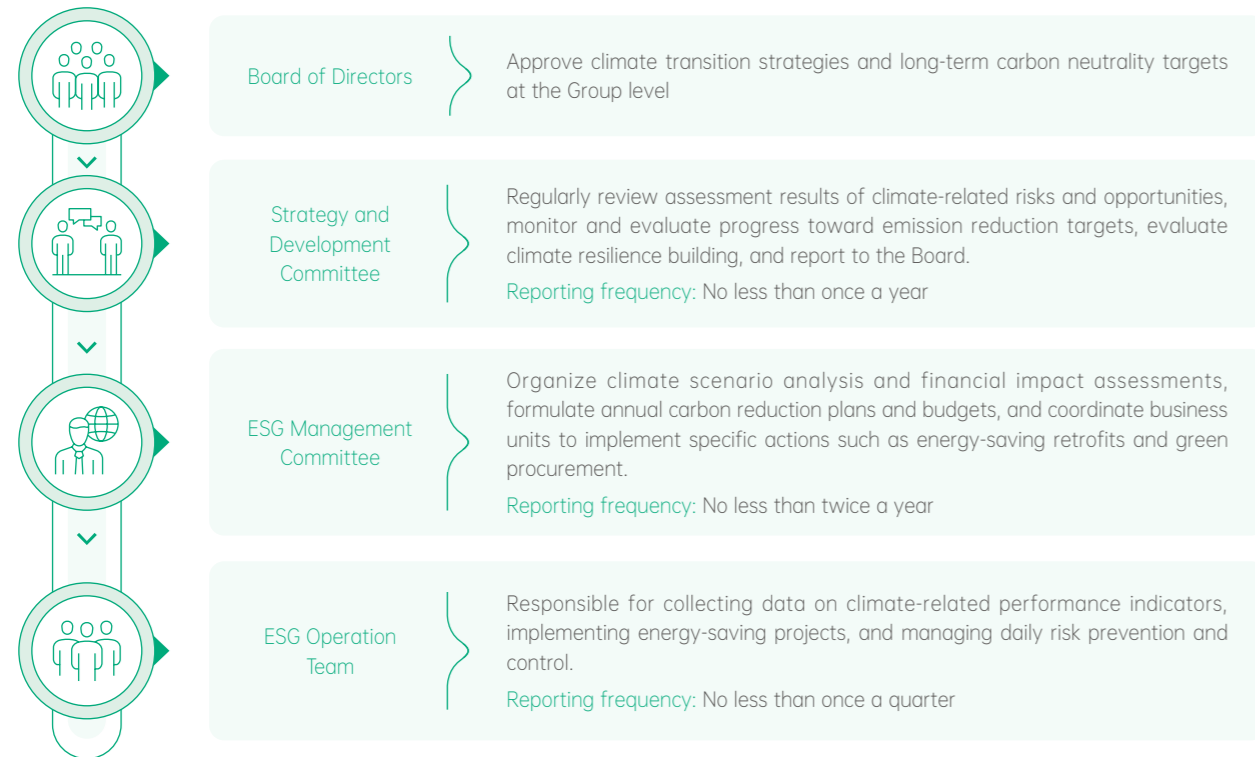 Board of Directors
Approve climate transition strategies and long-term carbon neutrality targets
at the Group level
Strategy and
Development
Committee
Regularly review assessment results of climate-related risks and opportunities,
monitor and evaluate progress toward emission reduction targets, evaluate
climate resilience building, and report to the Board.
Reporting frequency: No less than once a year
ESG Management
Committee
Organize climate scenario analysis and financial impact assessments,
formulate annual carbon reduction plans and budgets, and coordinate business
units to implement specific actions such as energy-saving retrofits and green
procurement.
Reporting frequency: No less than twice a year
ESG Operation
Team
Responsible for collecting data on climate-related performance indicators,
implementing energy-saving projects, and managing daily risk prevention and
control.
Reporting frequency: No less than once a quarter